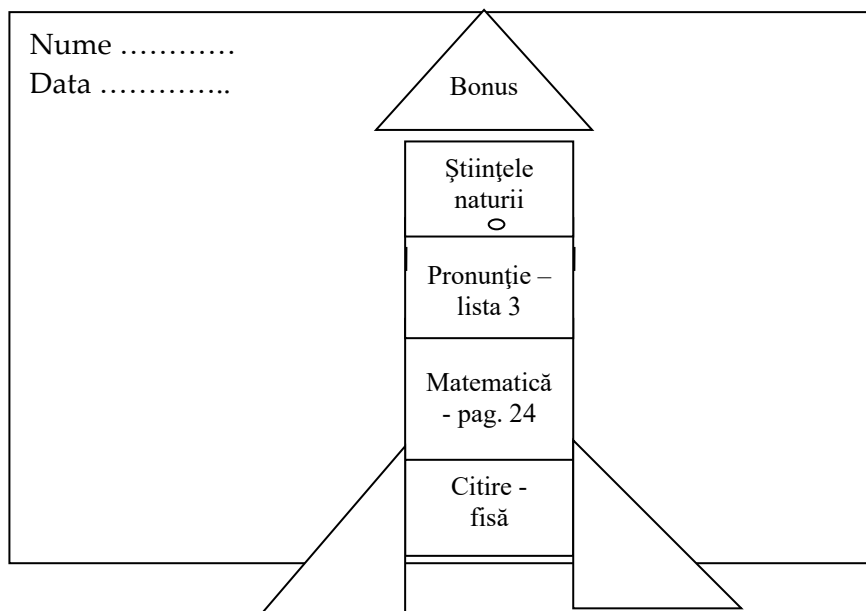 Nume …………
Data …………..
Bonus
Ştiinţele
naturii
Pronunţie –
lista 3
Matematică
- pag. 24
Citire -
fisă